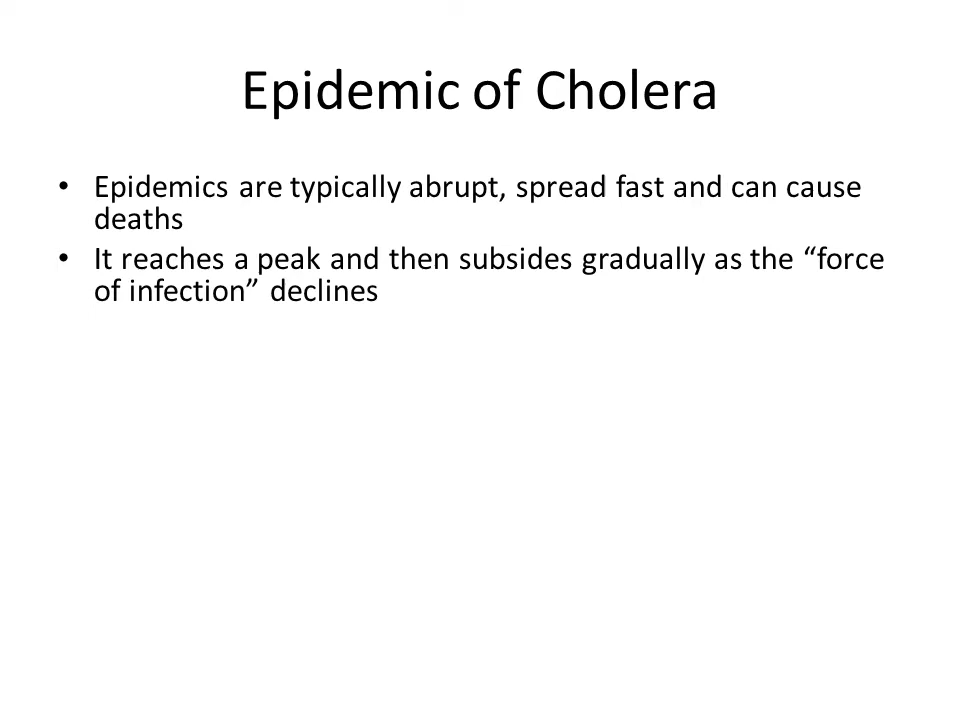 Epidemic of Cholera
• Epidemics are typically abrupt, spread fast and can cause
deaths
• It reaches a peak and then subsides gradually as the “force
of infection” declines